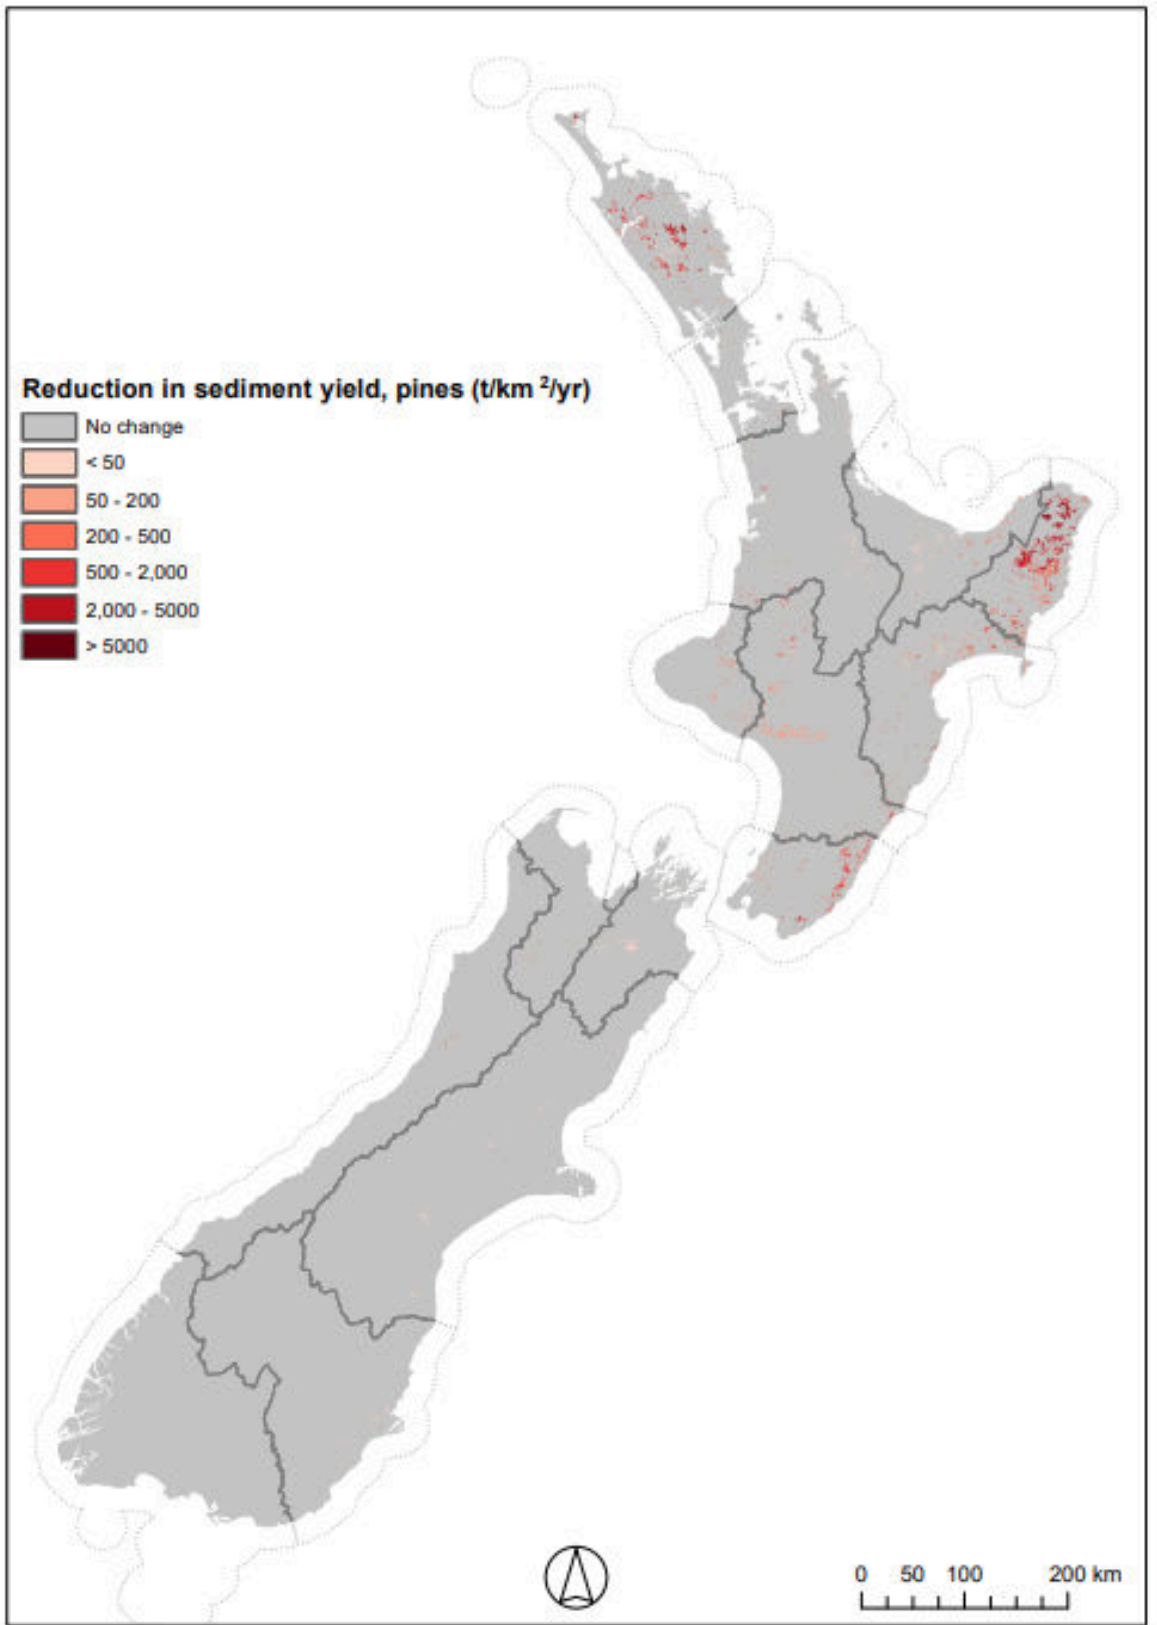 Reduction in sediment yield, pines (t/km ²/yr)
No change
< 50
50 - 200
200 - 500
500 - 2,000
2,000 - 5000
> 5000
0 50 100 200 km